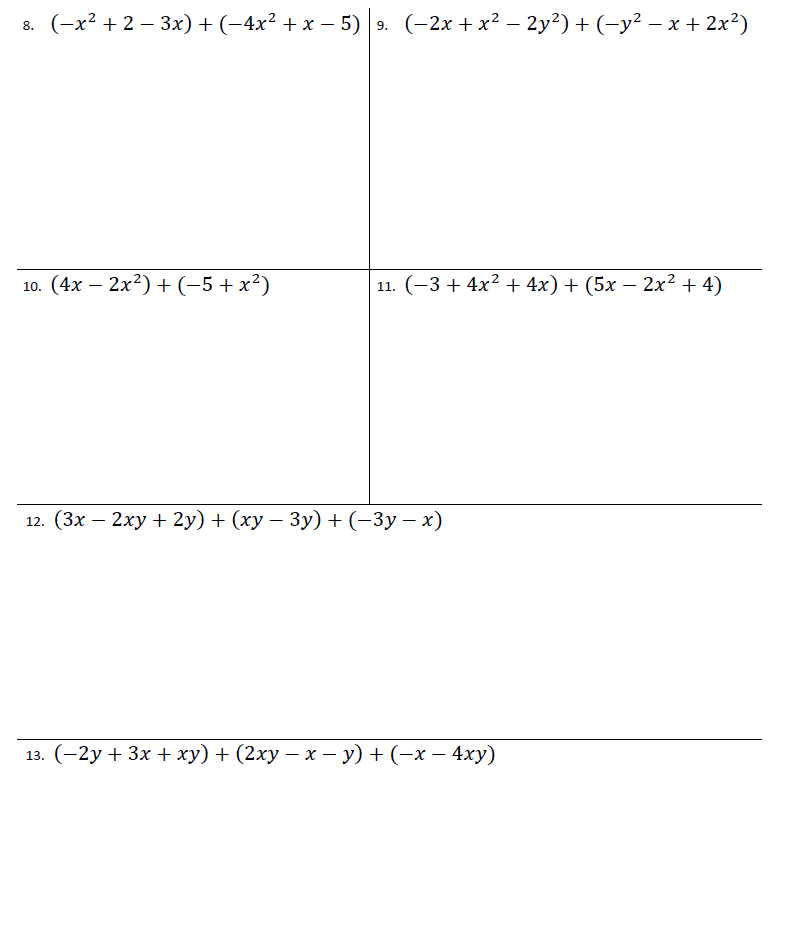 8. (−x² + 2 − 3x) + (−4x² + x − 5)
9. (−2x + x² − 2y²) + (−y² − x + 2x²)
10. (4x − 2x²) + (−5 + x²)
11. (−3 + 4x² + 4x) + (5x − 2x² + 4)
12. (3x − 2xy + 2y) + (xy − 3y) + (−3y − x)
13. (−2y + 3x + xy) + (2xy − x − y) + (−x − 4xy)